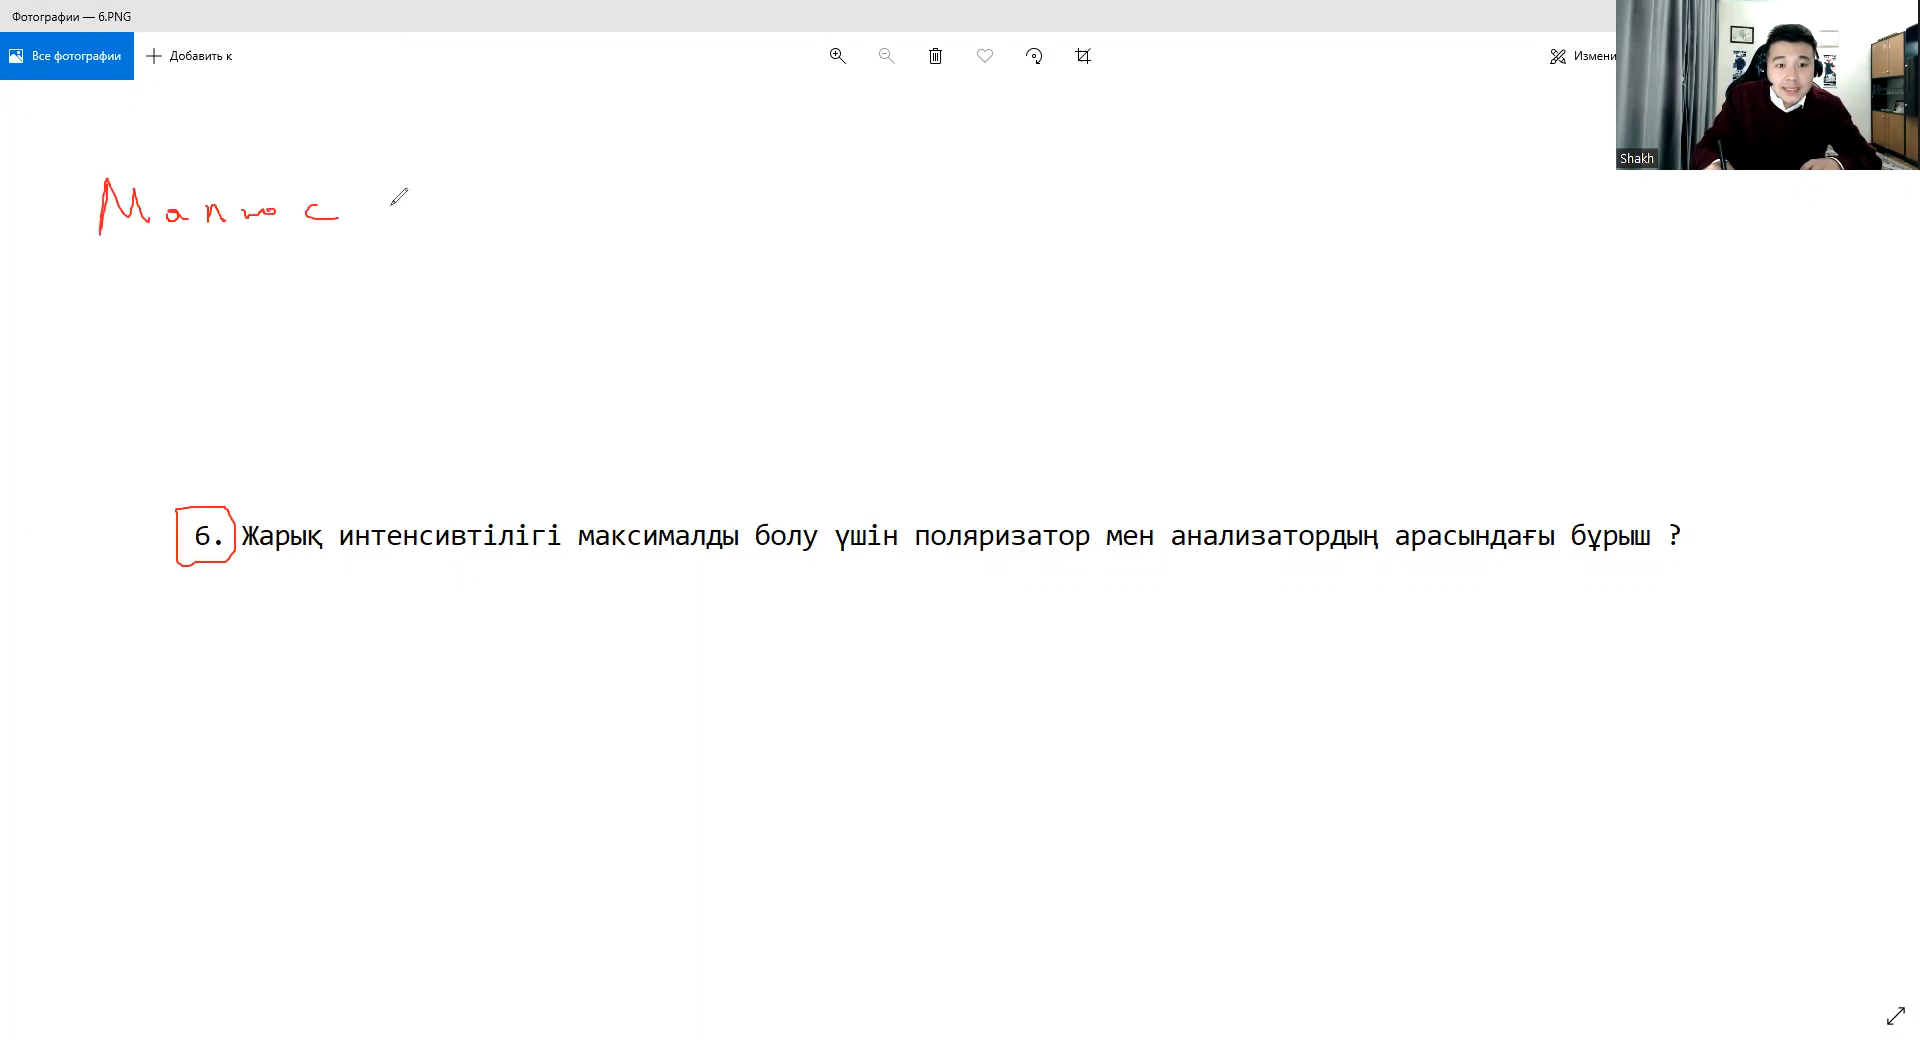 Фотографии — 6.PNG
Все фотографии
Добавить к
Измени
Shakh
Малюс
6. Жарық интенсивтілігі максималды болу үшін поляризатор мен анализатордың арасындағы бұрыш ?